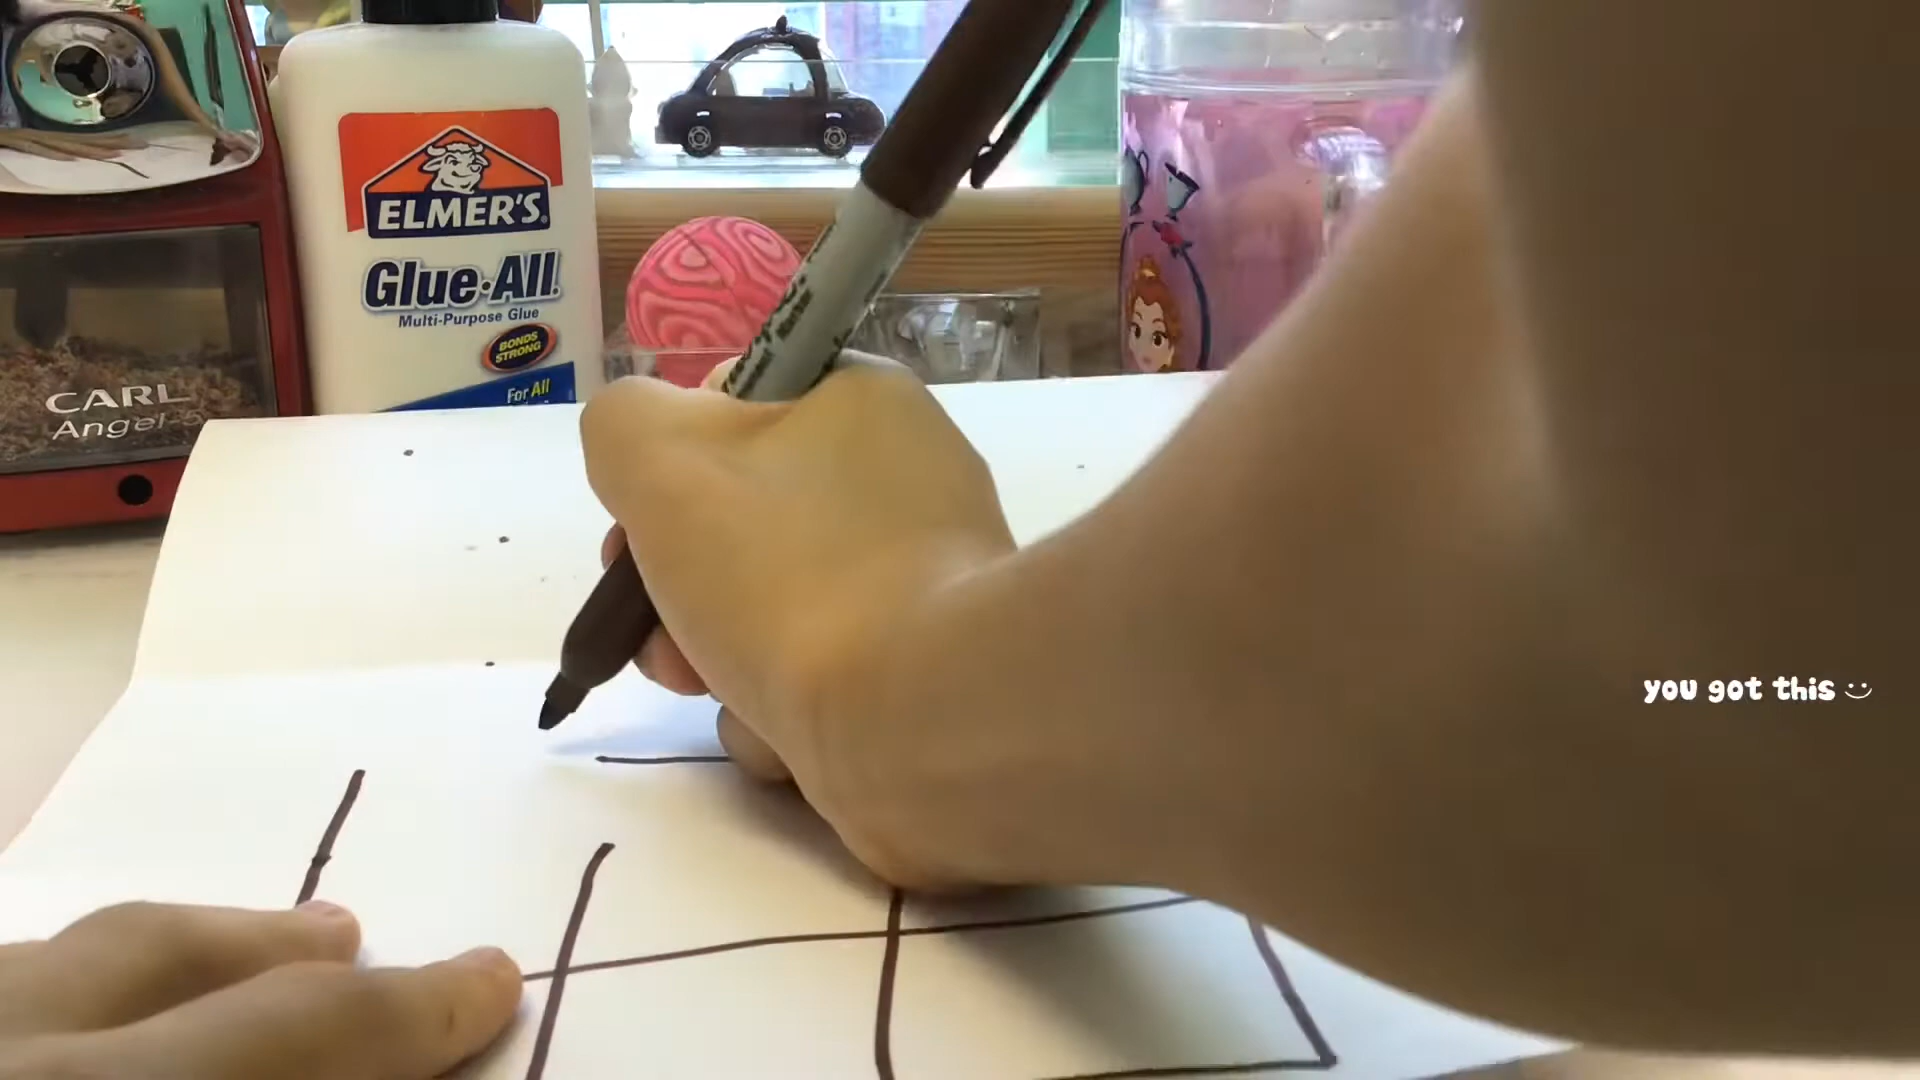 ELMER'S
Glue-All
Multi-Purpose Glue
BONDS
STRONG
For All
CARL
Angel-5
you got this